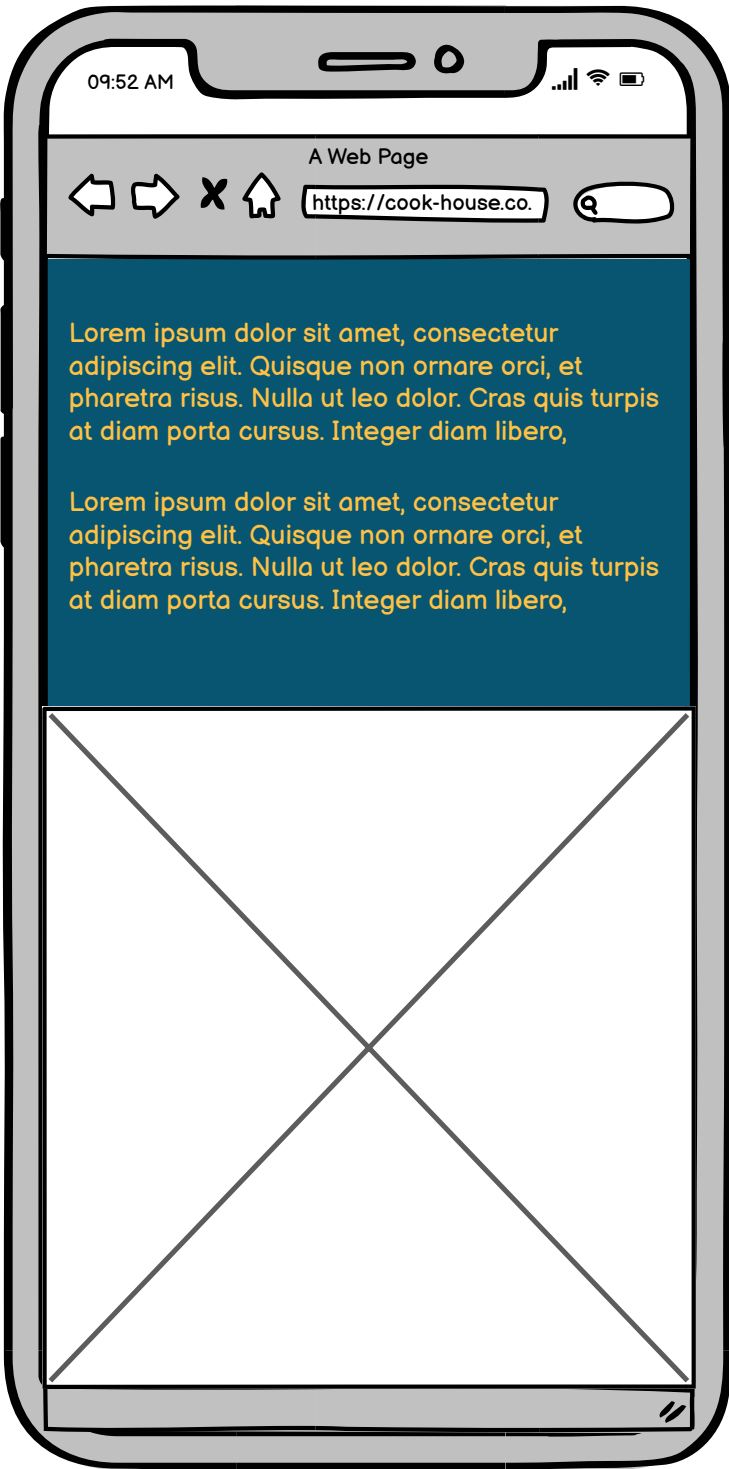 09:52 AM
A Web Page
https://cook-house.co.
Lorem ipsum dolor sit amet, consectetur
adipiscing elit. Quisque non ornare orci, et
pharetra risus. Nulla ut leo dolor. Cras quis turpis
at diam porta cursus. Integer diam libero,
Lorem ipsum dolor sit amet, consectetur
adipiscing elit. Quisque non ornare orci, et
pharetra risus. Nulla ut leo dolor. Cras quis turpis
at diam porta cursus. Integer diam libero,